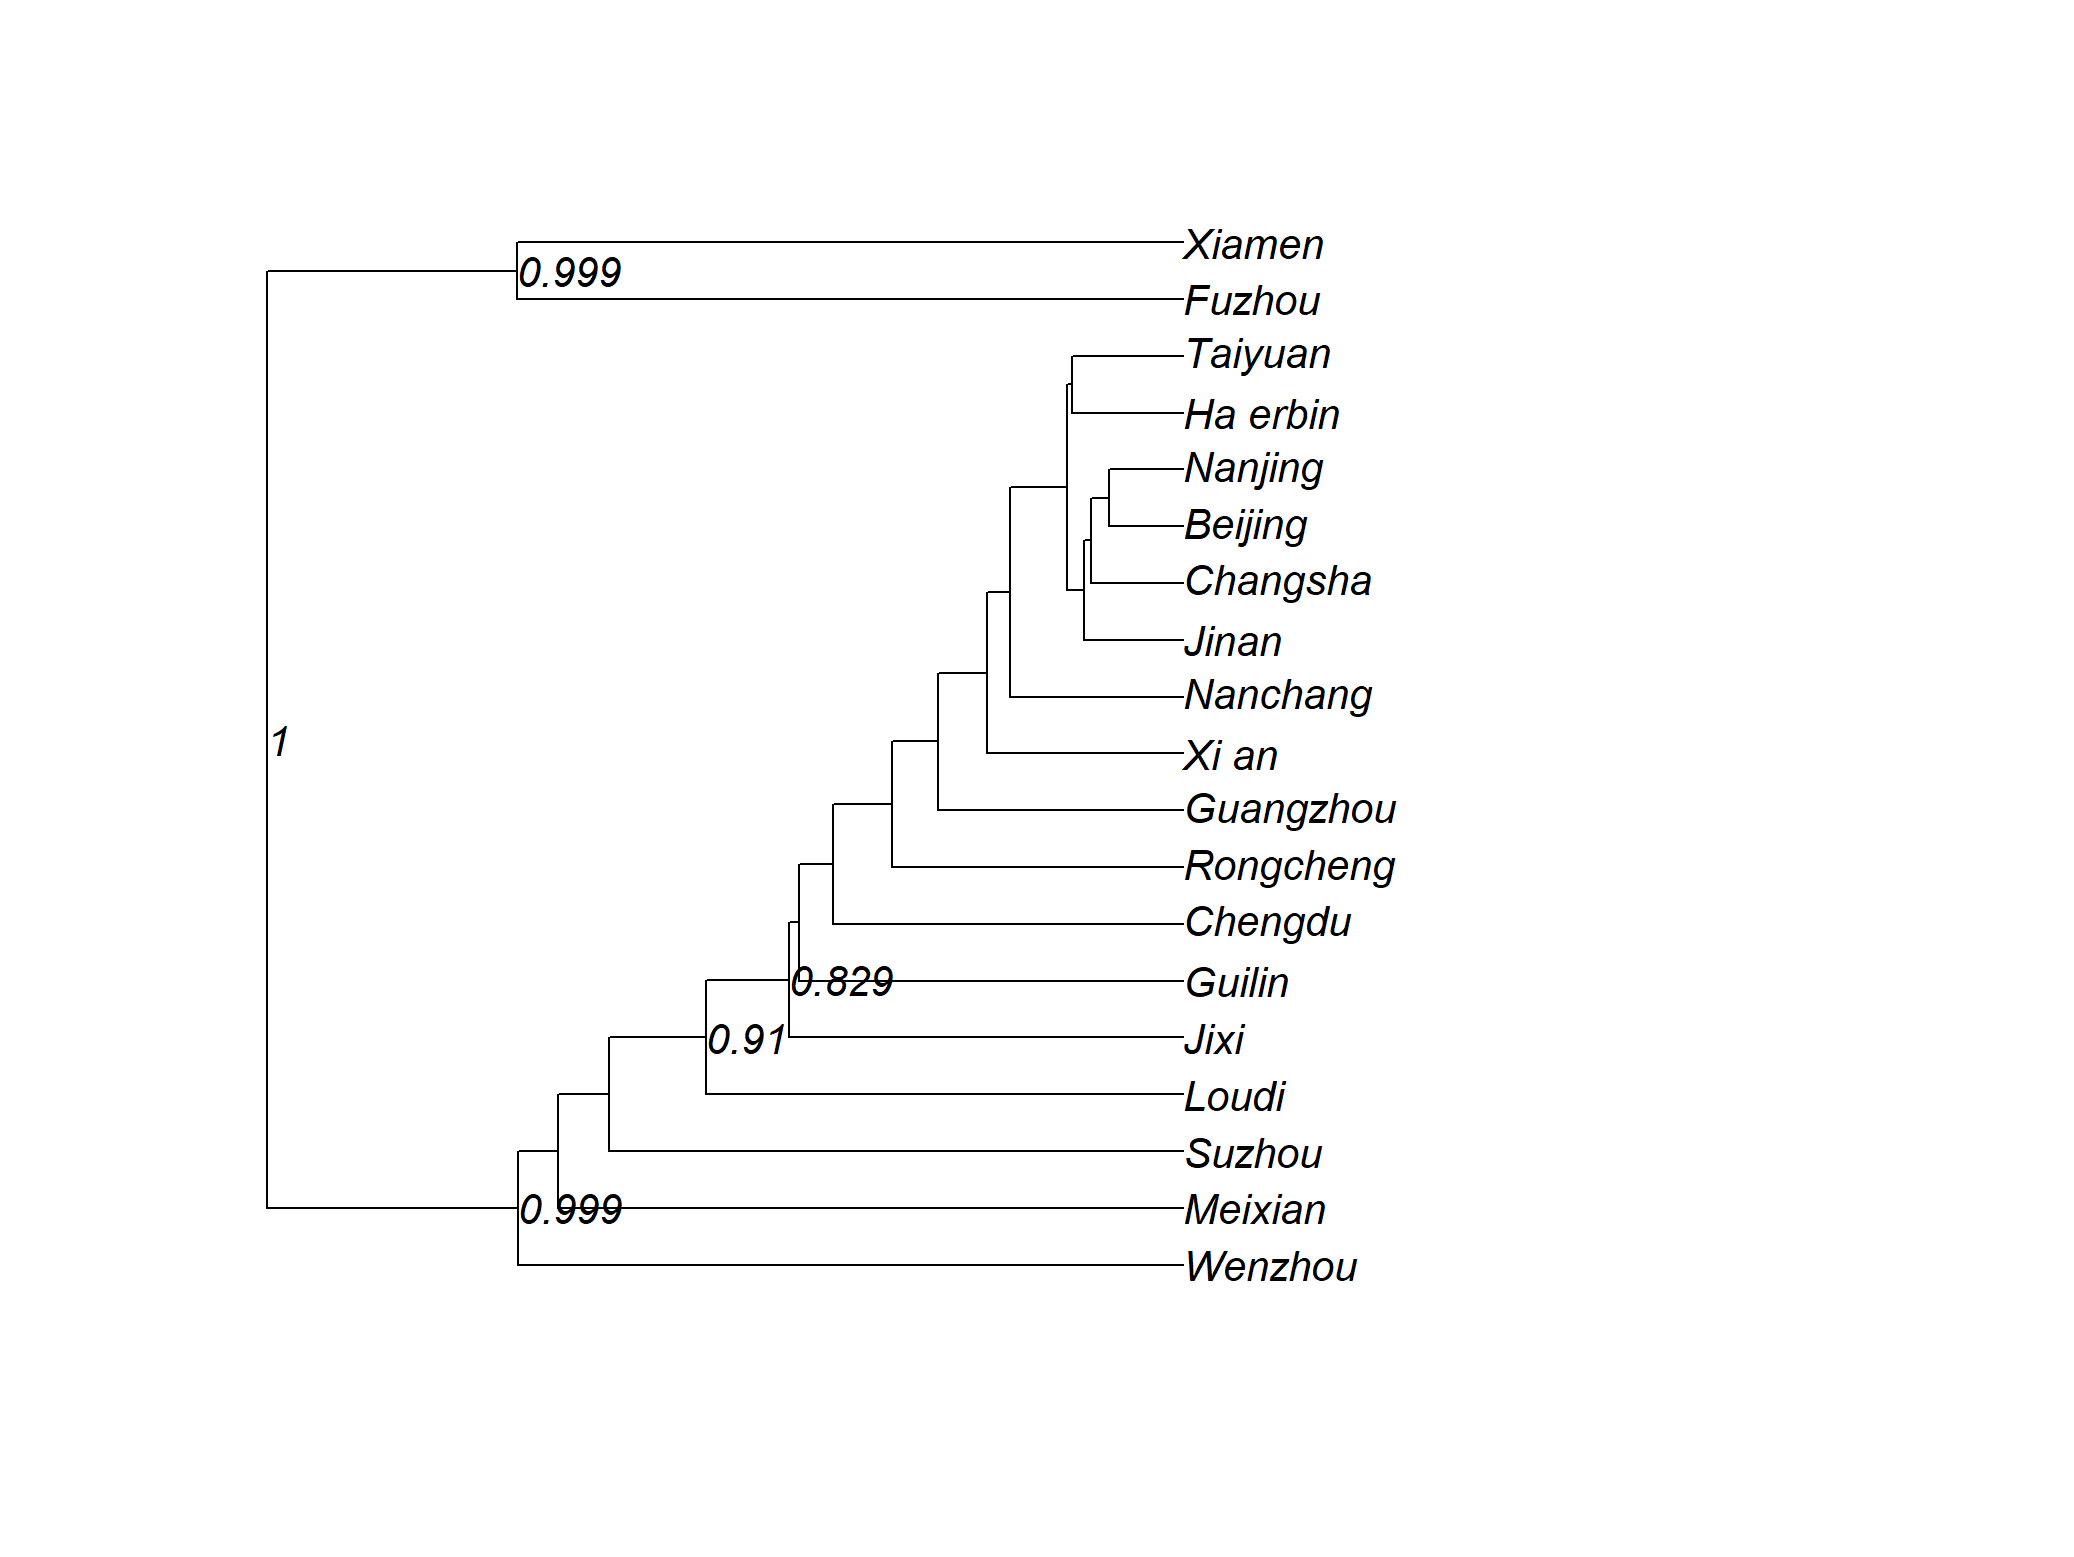 Xiamen
0.999
Fuzhou
Taiyuan
Ha erbin
Nanjing
Beijing
Changsha
Jinan
Nanchang
1
Xi an
Guangzhou
Rongcheng
Chengdu
0.829
Guilin
0.91
Jixi
Loudi
Suzhou
0.999
Meixian
Wenzhou